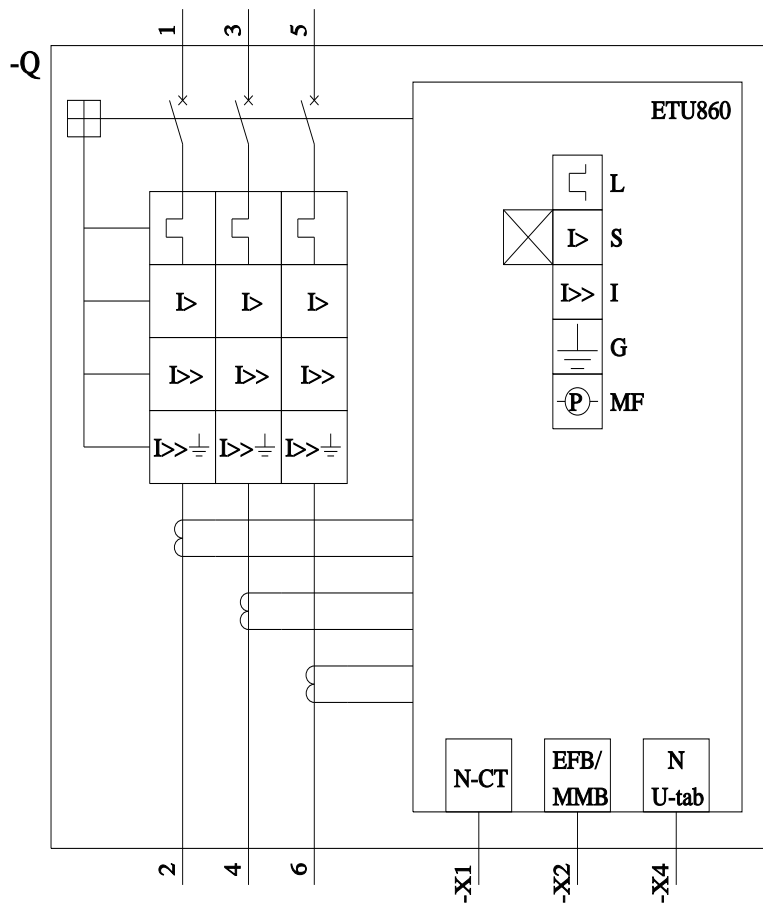 1 3 5
-Q
ETU860
L
I> S
I> I> I>
I>> I
G
I>> I>> I>>
P MF
I>> I>> I>>
N-CT
EFB/
MMB
N
U-tab
2 4 6
-X1 -X2 -X4